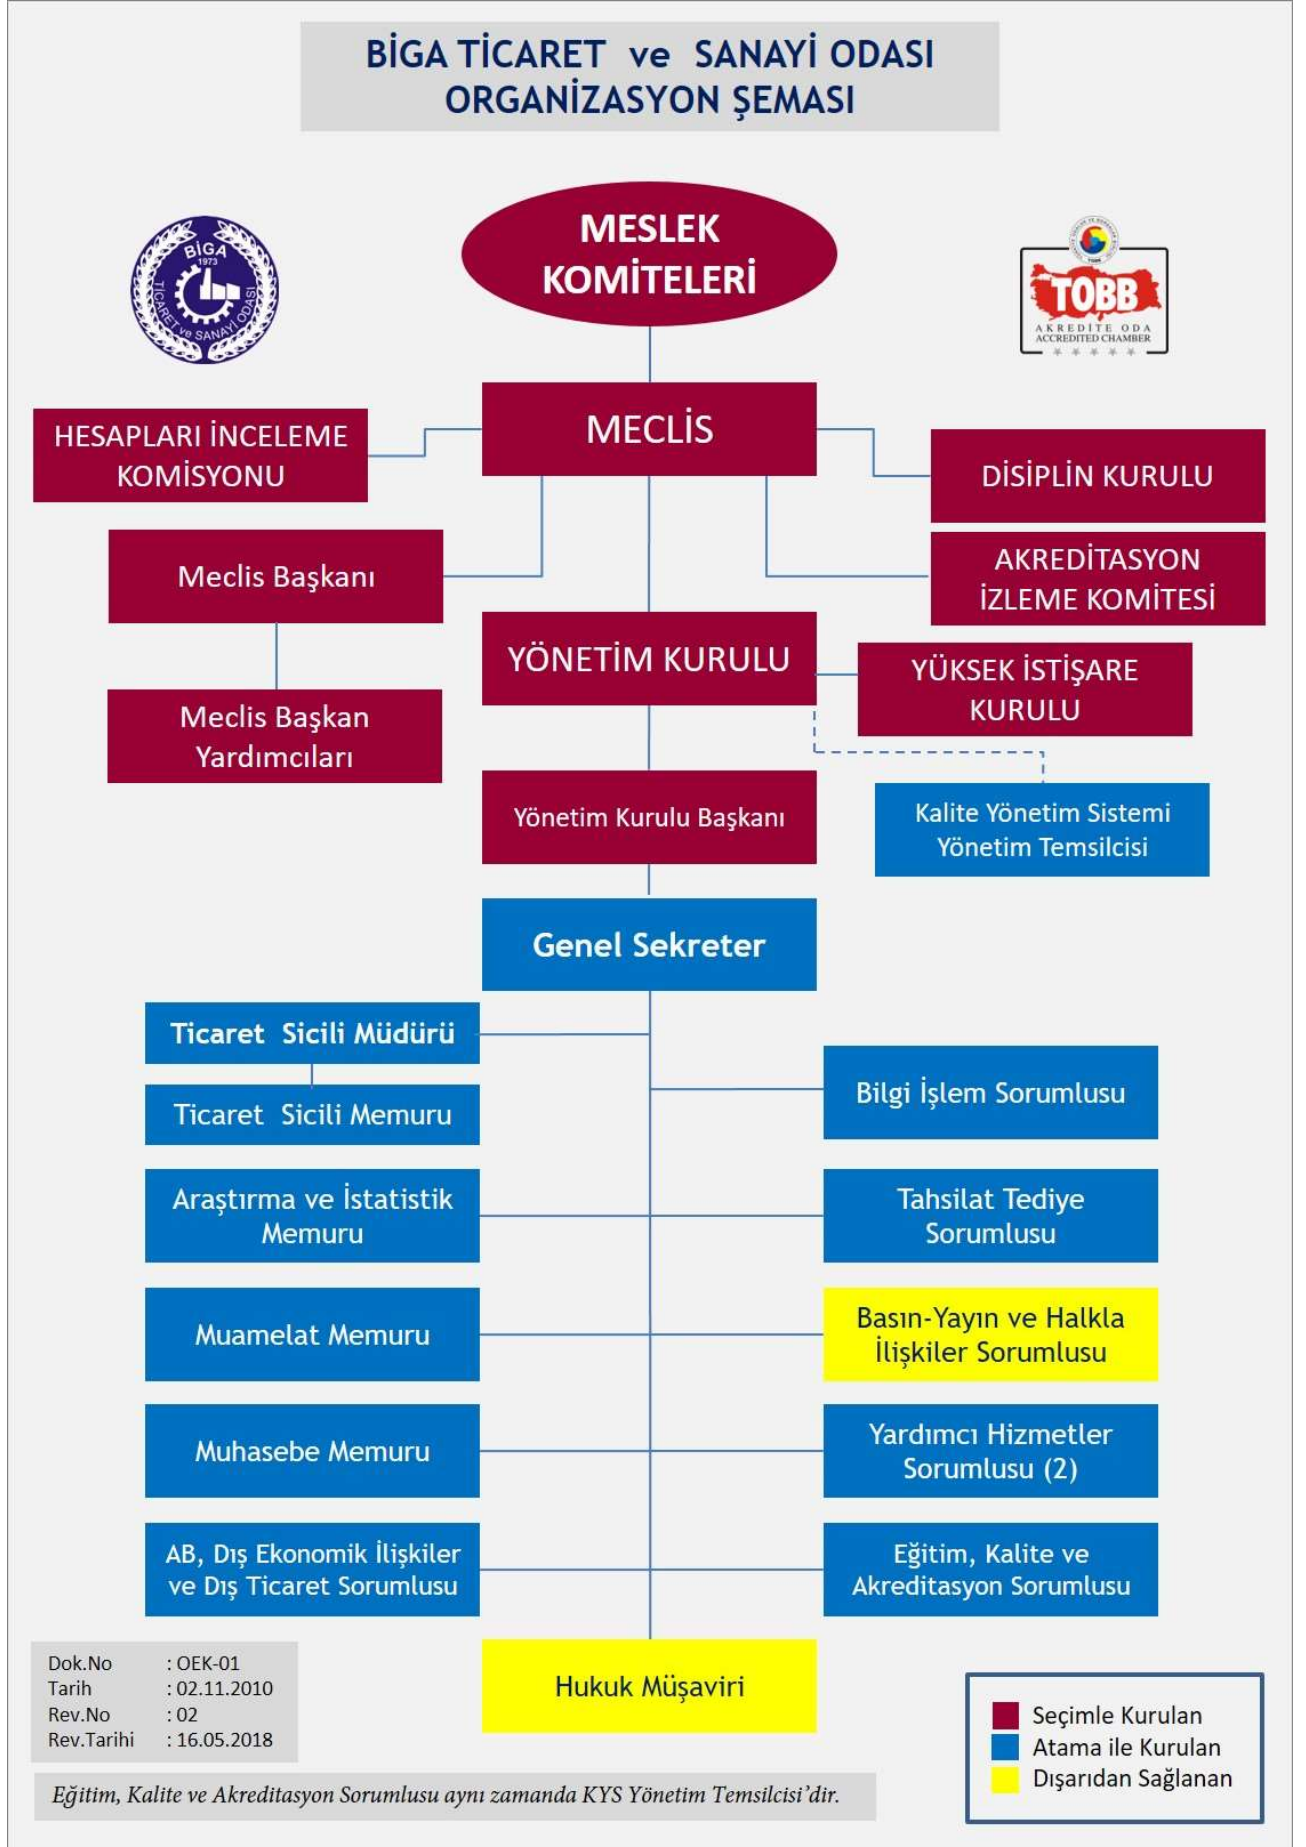 BİGA TİCARET ve SANAYİ ODASI
ORGANİZASYON ŞEMASI
MESLEK
KOMİTELERİ
BİGA
1973
TİCARET ve SANAYİ ODASI
TOBB
AKREDİTE ODA
ACCREDITED CHAMBER
MECLİS
HESAPLARI İNCELEME
KOMİSYONU
DİSİPLİN KURULU
Meclis Başkanı
AKREDİTASYON
İZLEME KOMİTESİ
YÖNETİM KURULU
YÜKSEK İSTİŞARE
KURULU
Meclis Başkan
Yardımcıları
Yönetim Kurulu Başkanı
Kalite Yönetim Sistemi
Yönetim Temsilcisi
Genel Sekreter
Ticaret Sicili Müdürü
Bilgi İşlem Sorumlusu
Ticaret Sicili Memuru
Araştırma ve İstatistik
Memuru
Tahsilat Tediye
Sorumlusu
Muamelat Memuru
Basın-Yayın ve Halkla
İlişkiler Sorumlusu
Muhasebe Memuru
Yardımcı Hizmetler
Sorumlusu (2)
AB, Dış Ekonomik İlişkiler
ve Dış Ticaret Sorumlusu
Eğitim, Kalite ve
Akreditasyon Sorumlusu
Hukuk Müşaviri
Dok.No : OEK-01
Tarih : 02.11.2010
Rev.No : 02
Rev.Tarihi : 16.05.2018
Seçimle Kurulan
Atama ile Kurulan
Dışarıdan Sağlanan
Eğitim, Kalite ve Akreditasyon Sorumlusu aynı zamanda KYS Yönetim Temsilcisi'dir.